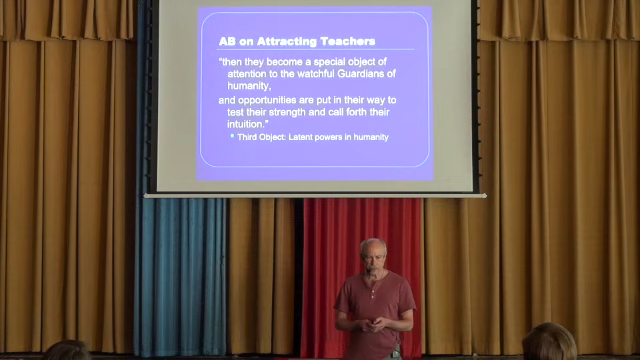 AB on Attracting Teachers
“then they become a special object of
attention to the watchful Guardians of
humanity,
and opportunities are put in their way to
test their strength and call forth their
intuition.”
Third Object: Latent powers in humanity